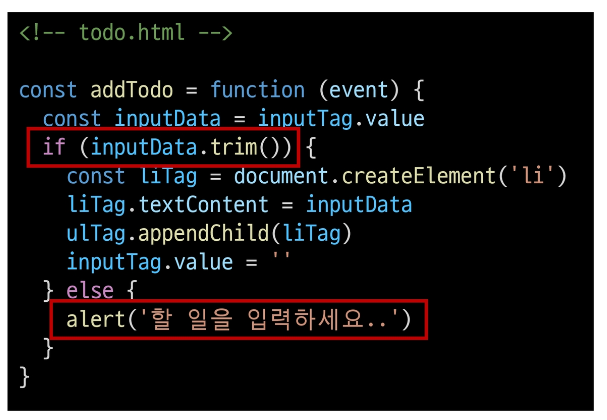 <!-- todo.html -->
const addTodo = function (event) {
const inputData = inputTag.value
if (inputData.trim()) {
const liTag = document.createElement('li')
liTag.textContent = inputData
ulTag.appendChild(liTag)
inputTag.value = ''
} else {
alert('할 일을 입력하세요..')
}
}